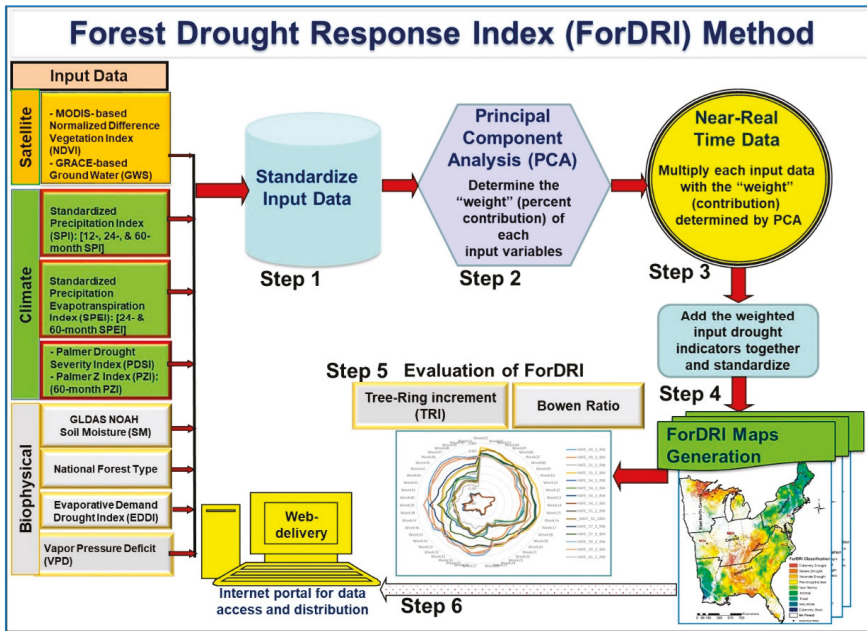 Forest Drought Response Index (ForDRI) Method
Input Data
Satellite
- MODIS- based
Normalized Difference
Vegetation Index
(NDVI)
- GRACE-based
Ground Water (GWS)
Climate
Standardized
Precipitation Index
(SPI): [12-, 24-, & 60-
month SPI]
Standardized
Precipitation
Evapotranspiration
Index (SPEI): [24- &
60-month SPEI]
- Palmer Drought
Severity Index (PDSI)
- Palmer Z Index (PZI):
(60-month PZI)
Biophysical
GLDAS NOAH
Soil Moisture (SM)
National Forest Type
Evaporative Demand
Drought Index (EDDI)
Vapor Pressure Deficit
(VPD)
Standardize
Input Data
Step 1
Principal
Component
Analysis (PCA)
Determine the
“weight” (percent
contribution) of
each
input variables
Step 2
Near-Real
Time Data
Multiply each input data
with the “weight”
(contribution)
determined by PCA
Step 3
Add the weighted
input drought
indicators together
and standardize
Step 4
ForDRI Maps
Generation
ForDRI Classification
Step 5 Evaluation of ForDRI
Tree-Ring increment
(TRI)
Bowen Ratio
Web-
delivery
Internet portal for data
access and distribution
Step 6